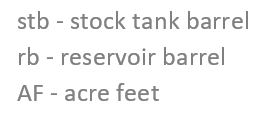 stb - stock tank barrel
rb - reservoir barrel
AF - acre feet